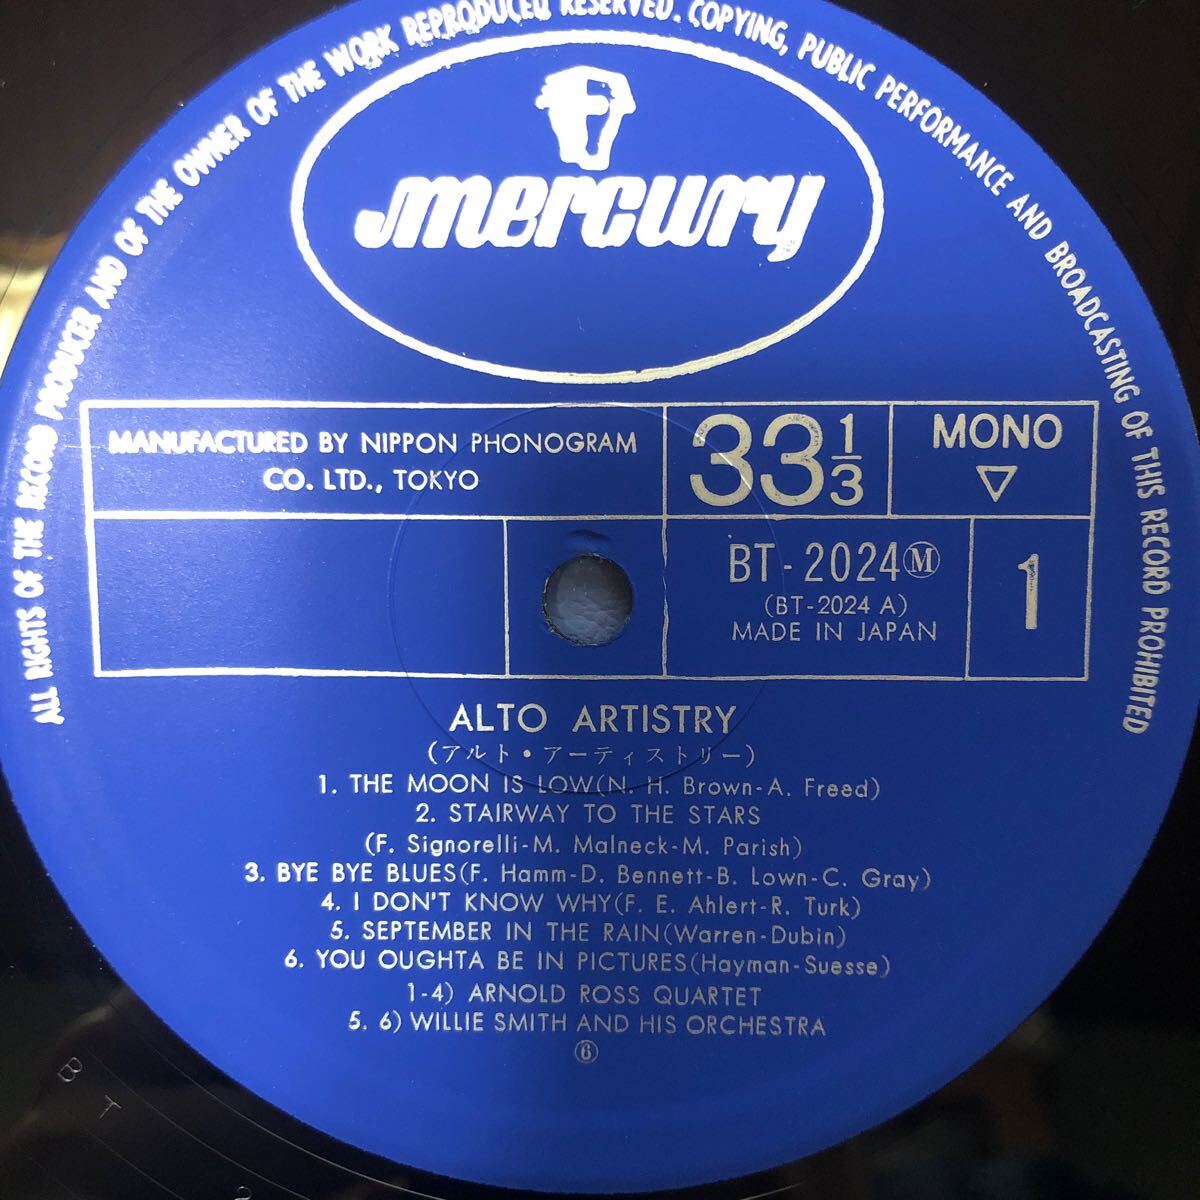 ALL RIGHTS OF THE RECORD PRODUCER AND OF THE OWNER OF THE WORK REPRODUCED RESERVED. COPYING, PUBLIC PERFORMANCE AND BROADCASTING OF THIS RECORD PROHIBITED
mercury
MANUFACTURED BY NIPPON PHONOGRAM
CO. LTD., TOKYO
33 1/3
MONO
▽
BT-2024Ⓜ
(BT-2024 A)
MADE IN JAPAN
1
ALTO ARTISTRY
(アルト・アーティストリー)
1. THE MOON IS LOW(N. H. Brown-A. Freed)
2. STAIRWAY TO THE STARS
(F. Signorelli-M. Malneck-M. Parish)
3. BYE BYE BLUES(F. Hamm-D. Bennett-B. Lown-C. Gray)
4. I DON'T KNOW WHY(F. E. Ahlert-R. Turk)
5. SEPTEMBER IN THE RAIN(Warren-Dubin)
6. YOU OUGHTA BE IN PICTURES(Hayman-Suesse)
1-4) ARNOLD ROSS QUARTET
5. 6) WILLIE SMITH AND HIS ORCHESTRA
⑥
B T